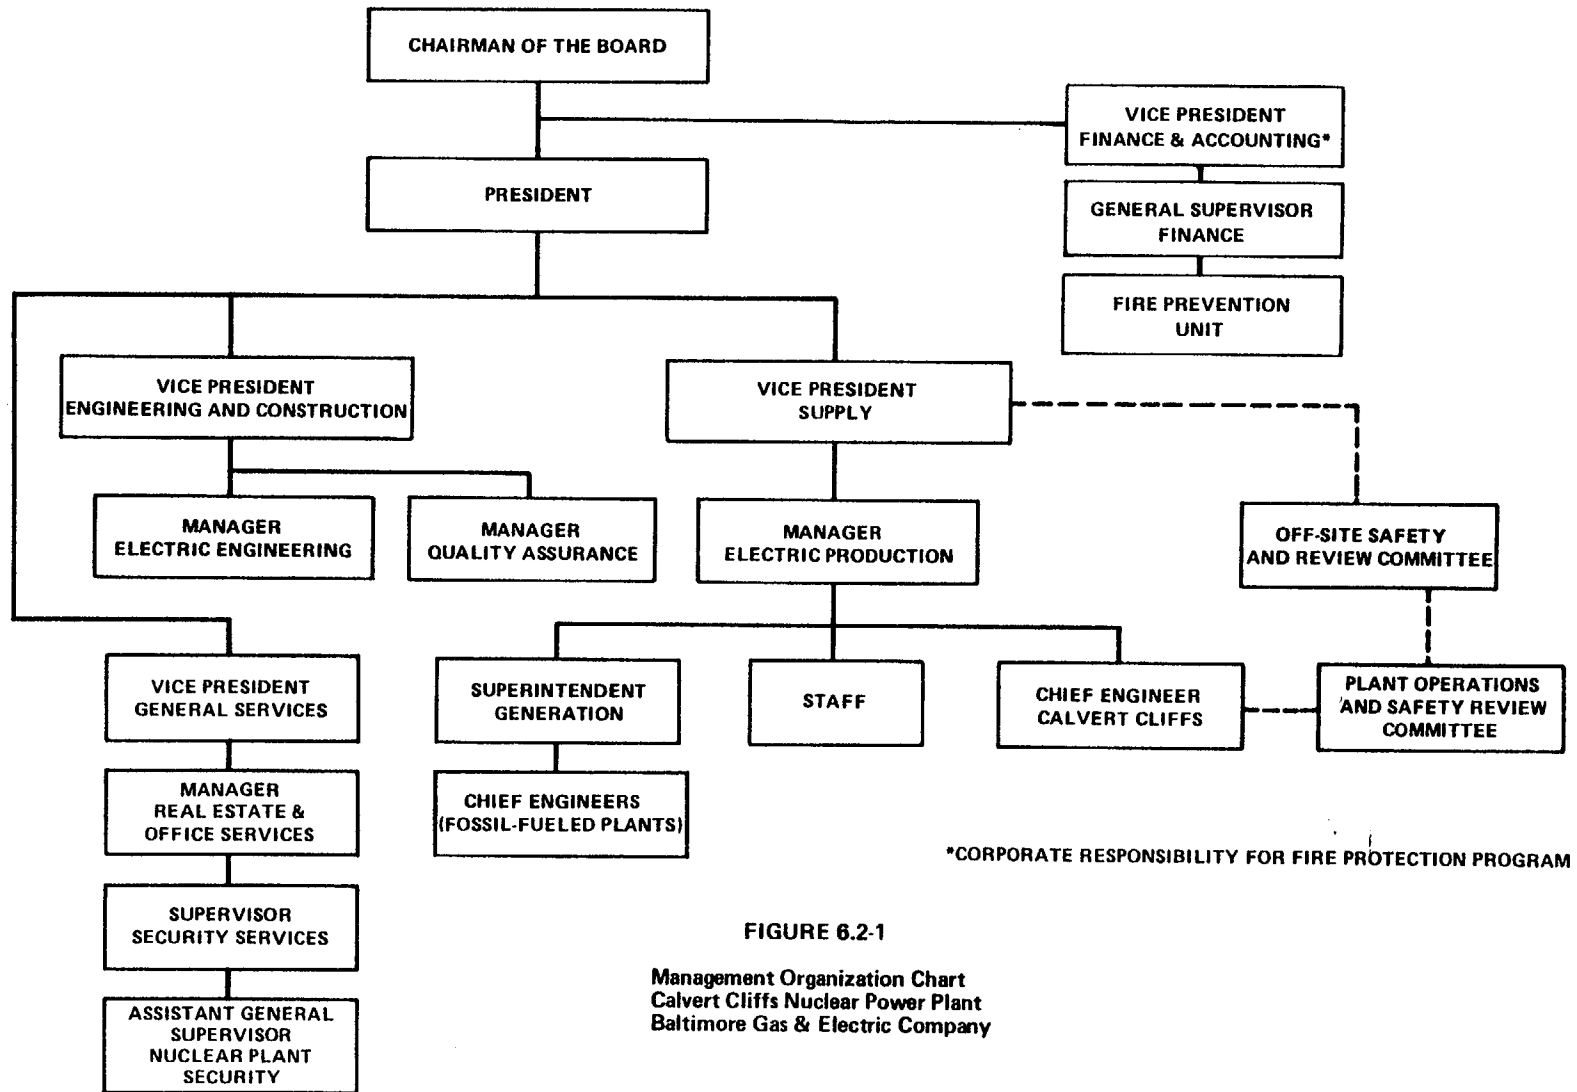 CHAIRMAN OF THE BOARD
VICE PRESIDENT
FINANCE & ACCOUNTING*
PRESIDENT
GENERAL SUPERVISOR
FINANCE
FIRE PREVENTION
UNIT
VICE PRESIDENT
ENGINEERING AND CONSTRUCTION
VICE PRESIDENT
SUPPLY
MANAGER
ELECTRIC ENGINEERING
MANAGER
QUALITY ASSURANCE
MANAGER
ELECTRIC PRODUCTION
OFF-SITE SAFETY
AND REVIEW COMMITTEE
VICE PRESIDENT
GENERAL SERVICES
SUPERINTENDENT
GENERATION
STAFF
CHIEF ENGINEER
CALVERT CLIFFS
PLANT OPERATIONS
AND SAFETY REVIEW
COMMITTEE
MANAGER
REAL ESTATE &
OFFICE SERVICES
CHIEF ENGINEERS
(FOSSIL-FUELED PLANTS)
*CORPORATE RESPONSIBILITY FOR FIRE PROTECTION PROGRAM
SUPERVISOR
SECURITY SERVICES
ASSISTANT GENERAL
SUPERVISOR
NUCLEAR PLANT
SECURITY
FIGURE 6.2-1
Management Organization Chart
Calvert Cliffs Nuclear Power Plant
Baltimore Gas & Electric Company